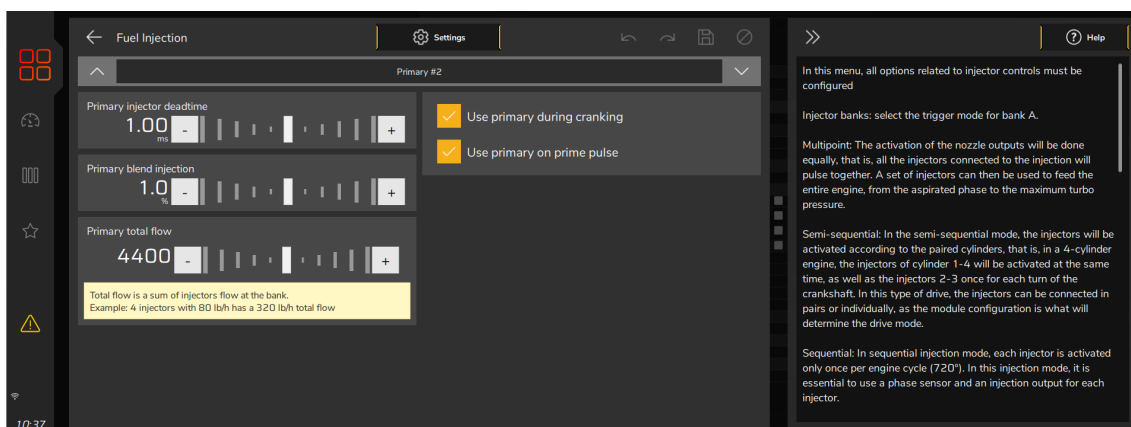 Fuel Injection
Settings
Primary #2
Primary injector deadtime
1.00
ms
-
+
Primary blend injection
1.0
%
-
+
Primary total flow
4400
-
+
Total flow is a sum of injectors flow at the bank.
Example: 4 injectors with 80 lb/h has a 320 lb/h total flow
Use primary during cranking
Use primary on prime pulse
10:37
Help
In this menu, all options related to injector controls must be
configured
Injector banks: select the trigger mode for bank A.
Multipoint: The activation of the nozzle outputs will be done
equally, that is, all the injectors connected to the injection will
pulse together. A set of injectors can then be used to feed the
entire engine, from the aspirated phase to the maximum turbo
pressure.
Semi-sequential: In the semi-sequential mode, the injectors will be
activated according to the paired cylinders, that is, in a 4-cylinder
engine, the injectors of cylinder 1-4 will be activated at the same
time, as well as the injectors 2-3 once for each turn of the
crankshaft. In this type of drive, the injectors can be connected in
pairs or individually, as the module configuration is what will
determine the drive mode.
Sequential: In sequential injection mode, each injector is activated
only once per engine cycle (720°). In this injection mode, it is
essential to use a phase sensor and an injection output for each
injector.